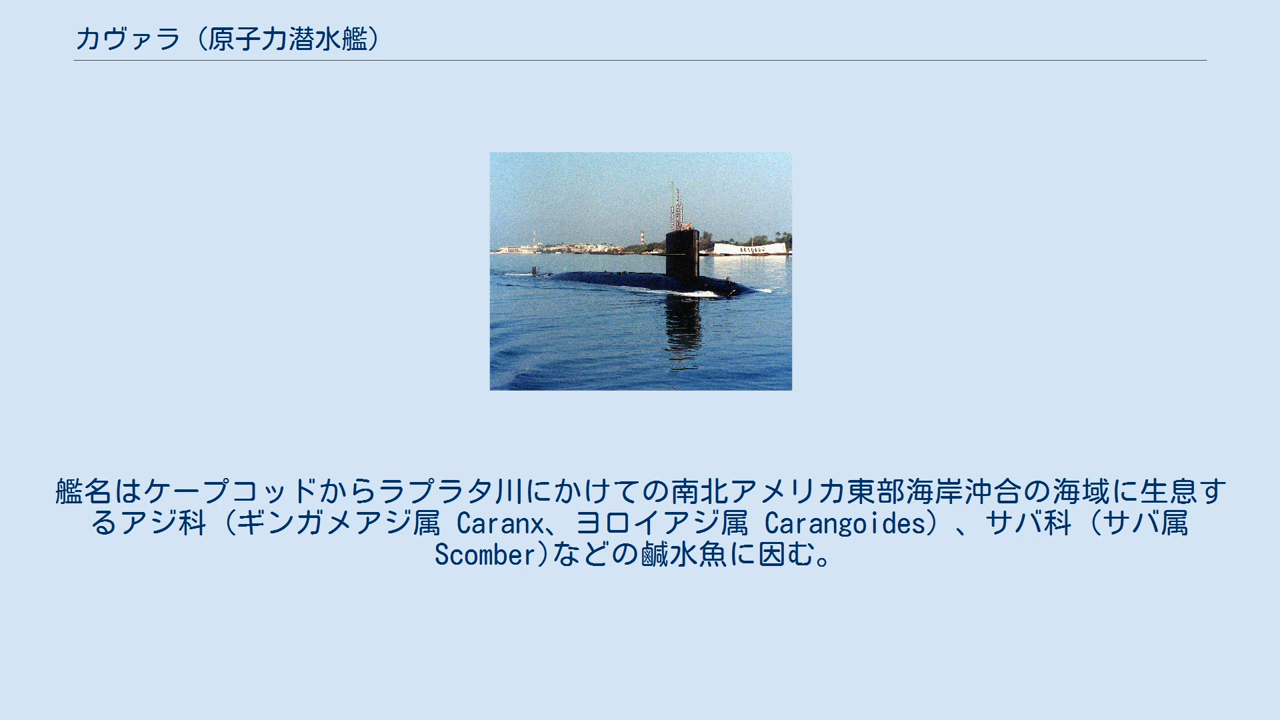 カヴァラ (原子力潜水艦)
艦名はケープコッドからラプラタ川にかけての南北アメリカ東部海岸沖合の海域に生息す
るアジ科 (ギンガメアジ属 Caranx、ヨロイアジ属 Carangoides) 、サバ科 (サバ属
Scomber)などの鹹水魚に因む。